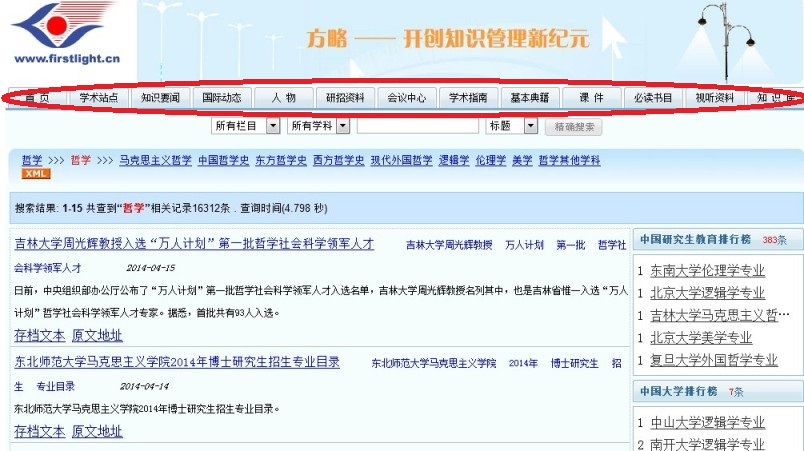 方略 —— 开创知识管理新纪元
www.firstlight.cn
首 页 学术站点 知识要闻 国际动态 人 物 研招资料 会议中心 学术指南 基本典籍 课 件 必读书目 视听资料 知 识 库
所有栏目 所有学科 标题 精确搜索
哲学 >>> 哲学 >>> 马克思主义哲学 中国哲学史 东方哲学史 西方哲学史 现代外国哲学 逻辑学 伦理学 美学 哲学其他学科
XML
搜索结果: 1-15 共查到“哲学”相关记录16312条 . 查询时间(4.798 秒)
吉林大学周光辉教授入选“万人计划”第一批哲学社会科学领军人才 吉林大学周光辉教授 万人计划 第一批 哲学社
会科学领军人才 2014-04-15
日前，中央组织部办公厅公布了“万人计划”第一批哲学社会科学领军人才入选名单，吉林大学周光辉教授名列其中，也是吉林省惟一入选“万人
计划”哲学社会科学领军人才专家。据悉，首批共有93人入选。
存档文本 原文地址
东北师范大学马克思主义学院2014年博士研究生招生专业目录 东北师范大学马克思主义学院 2014年 博士研究生 招
生 专业目录 2014-04-14
东北师范大学马克思主义学院2014年博士研究生招生专业目录。
存档文本 原文地址
中国研究生教育排行榜 383条
1 东南大学伦理学专业
1 北京大学逻辑学专业
1 吉林大学马克思主义哲…
1 北京大学美学专业
1 复旦大学外国哲学专业
中国大学排行榜 7条
1 中山大学逻辑学专业
2 南开大学逻辑学专业